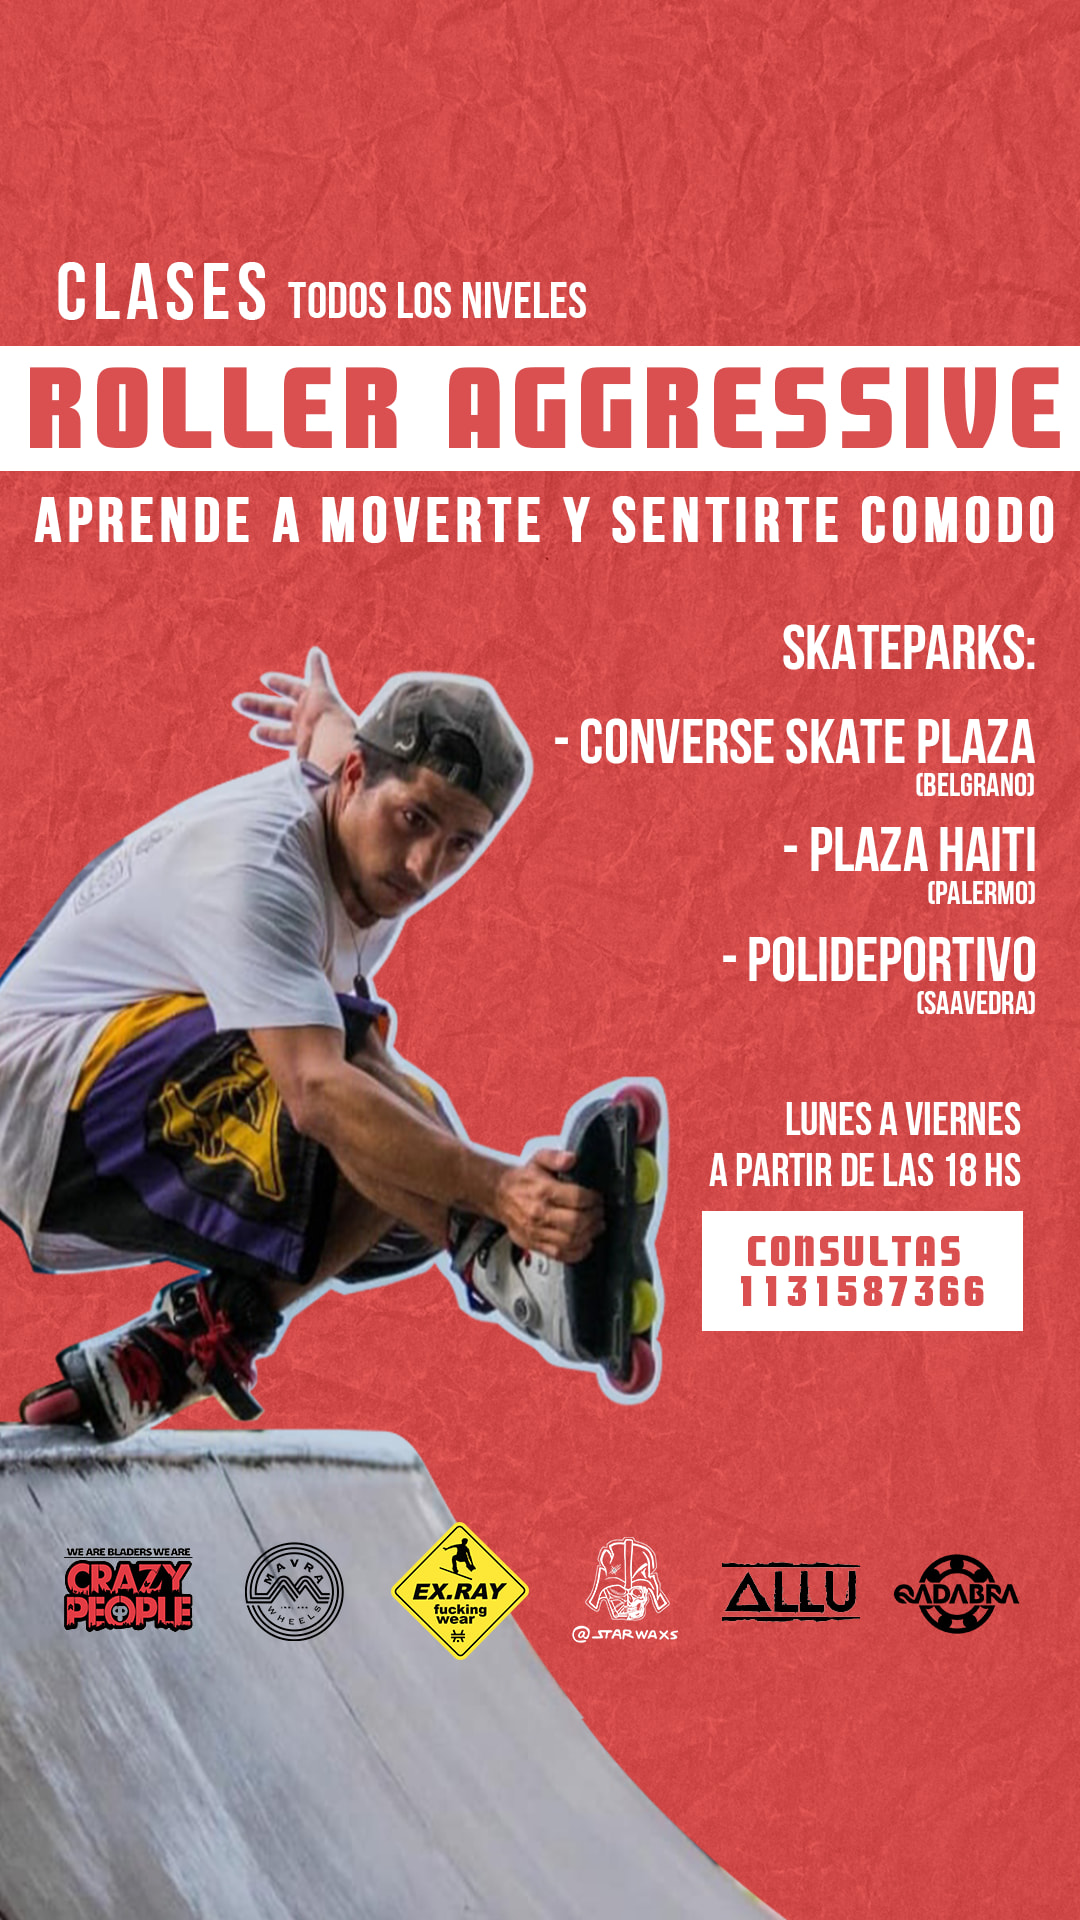 CLASES TODOS LOS NIVELES
ROLLER AGGRESSIVE
APRENDE A MOVERTE Y SENTIRTE COMODO
SKATEPARKS:
- CONVERSE SKATE PLAZA
(BELGRANO)
- PLAZA HAITI
(PALERMO)
- POLIDEPORTIVO
(SAAVEDRA)
LUNES A VIERNES
A PARTIR DE LAS 18 HS
CONSULTAS
1131587366
WE ARE BLADERS WE ARE
CRAZY
PEOPLE
MAVRA
WHEELS
EX.RAY
fucking
wear
@STARWAXS
ALLU
QADABRA